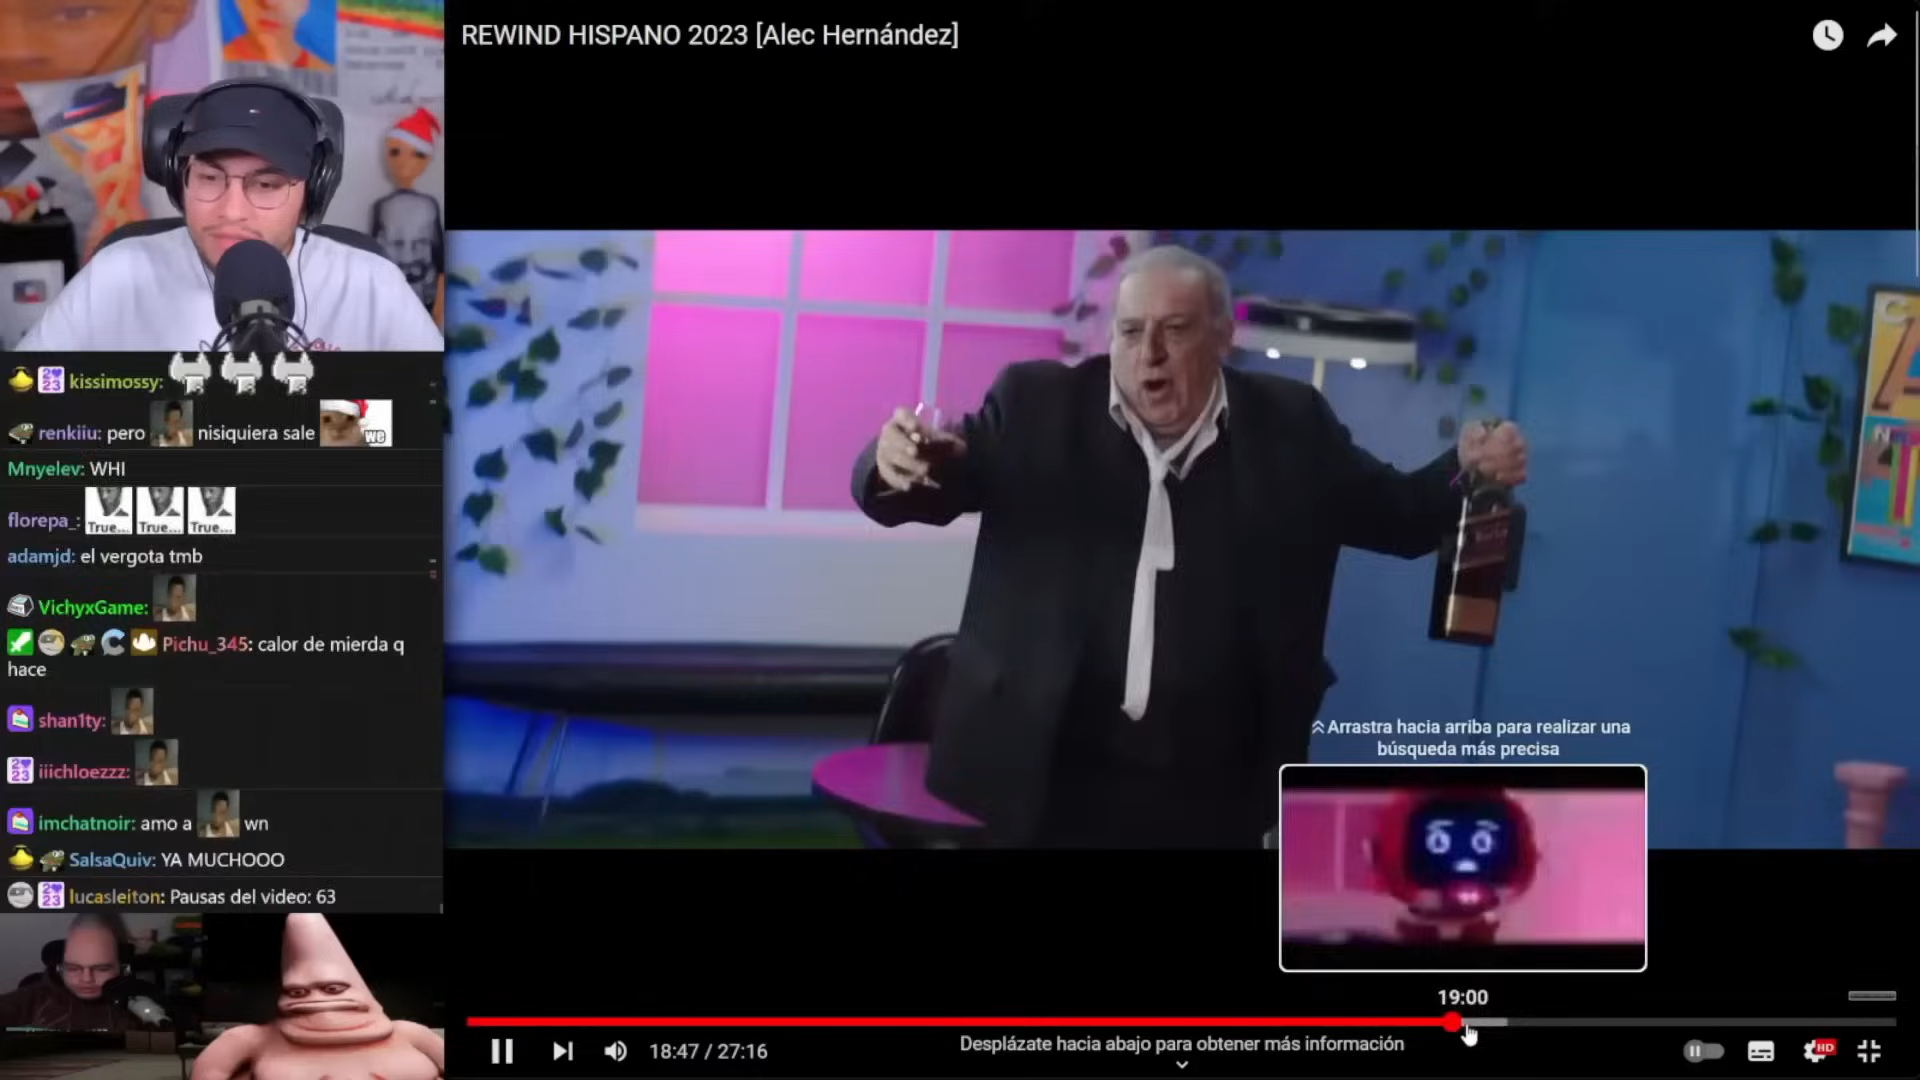 REWIND HISPANO 2023 [Alec Hernández]
kissimossy:
renkiiu: pero nisiquiera sale
we
Mnyelev: WHI
florepa_:
True... True... True...
adamjd: el vergota tmb
VichyxGame:
Pichu_345: calor de mierda q
hace
shan1ty:
iiichloezzz:
imchatnoir: amo a wn
SalsaQuiv: YA MUCHOOO
lucasleiton: Pausas del video: 63
Arrastra hacia arriba para realizar una
búsqueda más precisa
19:00
18:47 / 27:16
Desplázate hacia abajo para obtener más información
HD